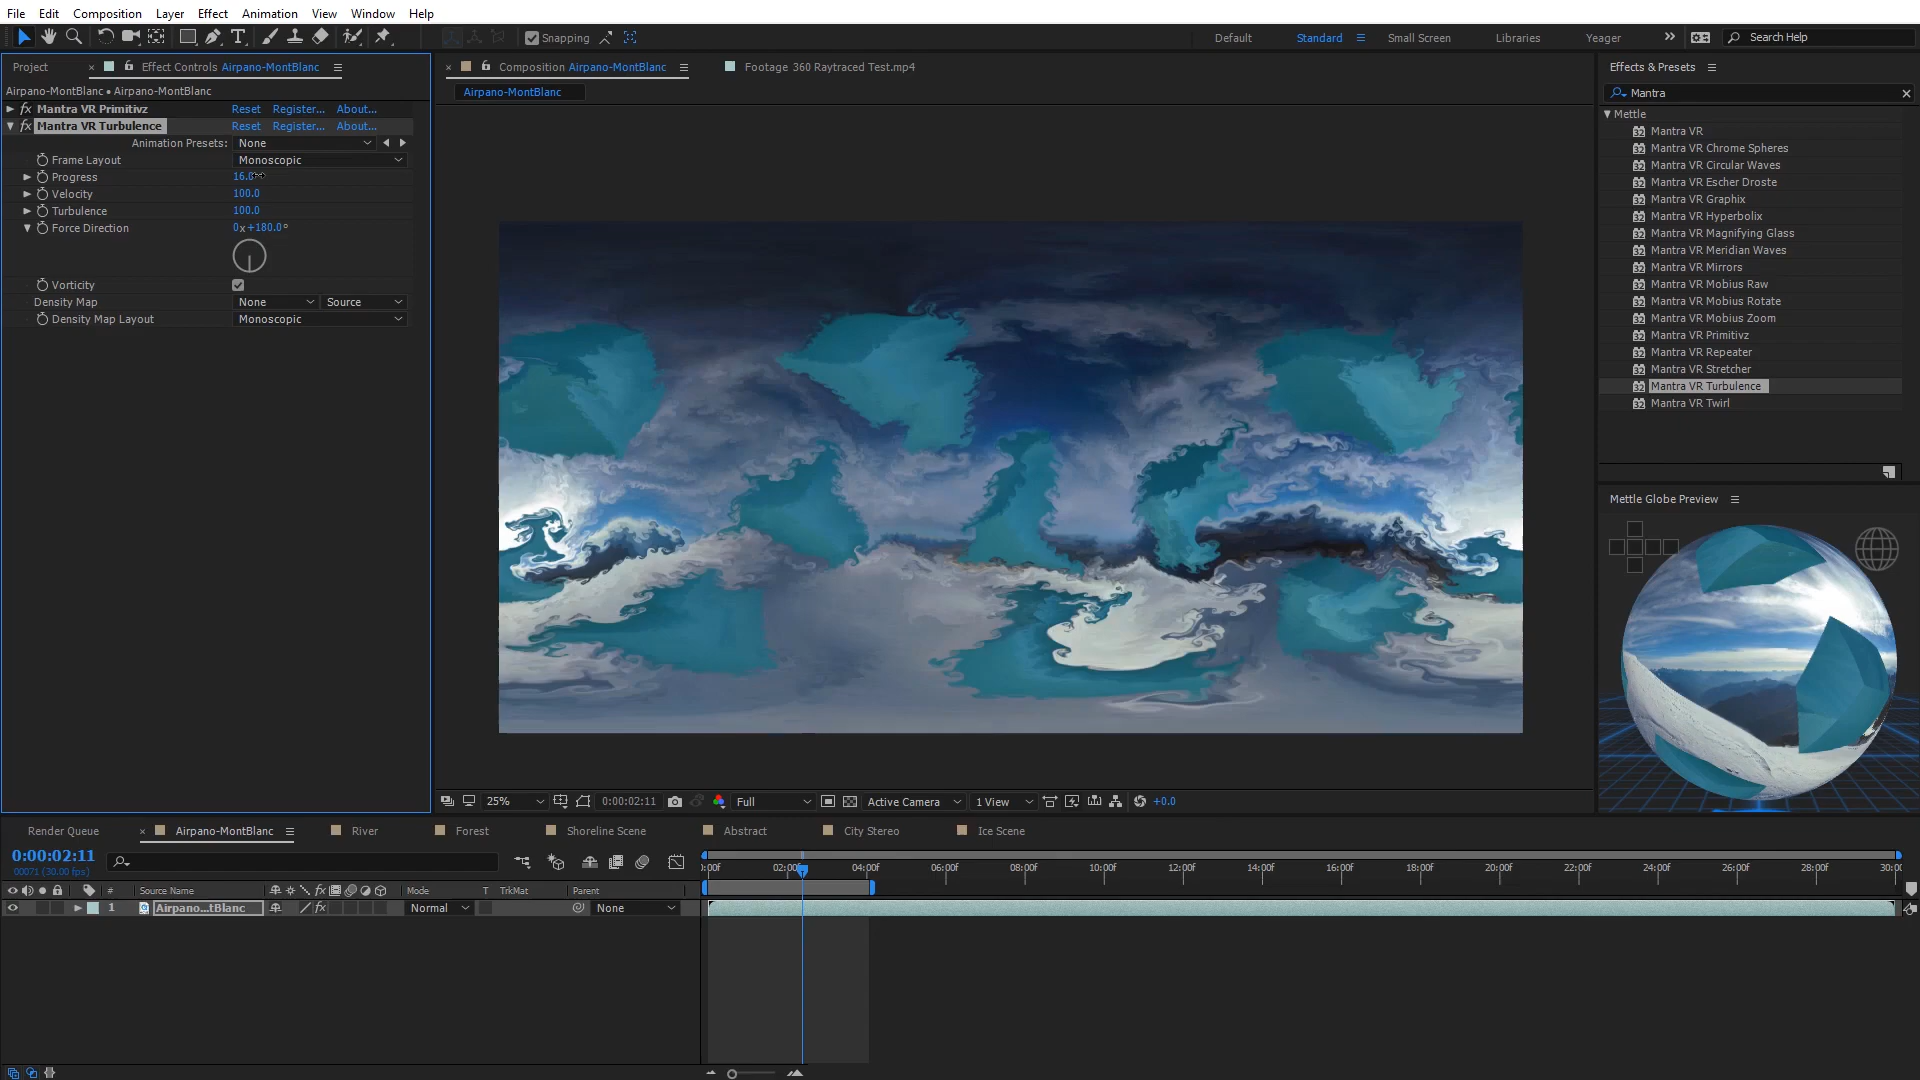 File Edit Composition Layer Effect Animation View Window Help
Snapping Default Standard Small Screen Libraries Yeager Search Help
Project × Effect Controls Airpano-MontBlanc
Airpano-MontBlanc • Airpano-MontBlanc
fx Mantra VR Primitivz Reset Register... About...
fx Mantra VR Turbulence Reset Register... About...
Animation Presets: None
Frame Layout Monoscopic
Progress 16.0
Velocity 100.0
Turbulence 100.0
Force Direction 0x+180.0°
Vorticity
Density Map None Source
Density Map Layout Monoscopic
× Composition Airpano-MontBlanc Footage 360 Raytraced Test.mp4
Airpano-MontBlanc
25% 0:00:02:11 Full Active Camera 1 View +0.0
Effects & Presets
Mantra ×
Mettle
Mantra VR
Mantra VR Chrome Spheres
Mantra VR Circular Waves
Mantra VR Escher Droste
Mantra VR Graphix
Mantra VR Hyperbolix
Mantra VR Magnifying Glass
Mantra VR Meridian Waves
Mantra VR Mirrors
Mantra VR Mobius Raw
Mantra VR Mobius Rotate
Mantra VR Mobius Zoom
Mantra VR Primitivz
Mantra VR Repeater
Mantra VR Stretcher
Mantra VR Turbulence
Mantra VR Twirl
Mettle Globe Preview
Render Queue × Airpano-MontBlanc River Forest Shoreline Scene Abstract City Stereo Ice Scene
0:00:02:11
00071 (30.00 fps)
:00f 02:00f 04:00f 06:00f 08:00f 10:00f 12:00f 14:00f 16:00f 18:00f 20:00f 22:00f 24:00f 26:00f 28:00f 30:00
# Source Name fx Mode T TrkMat Parent
1 Airpano...tBlanc fx Normal None